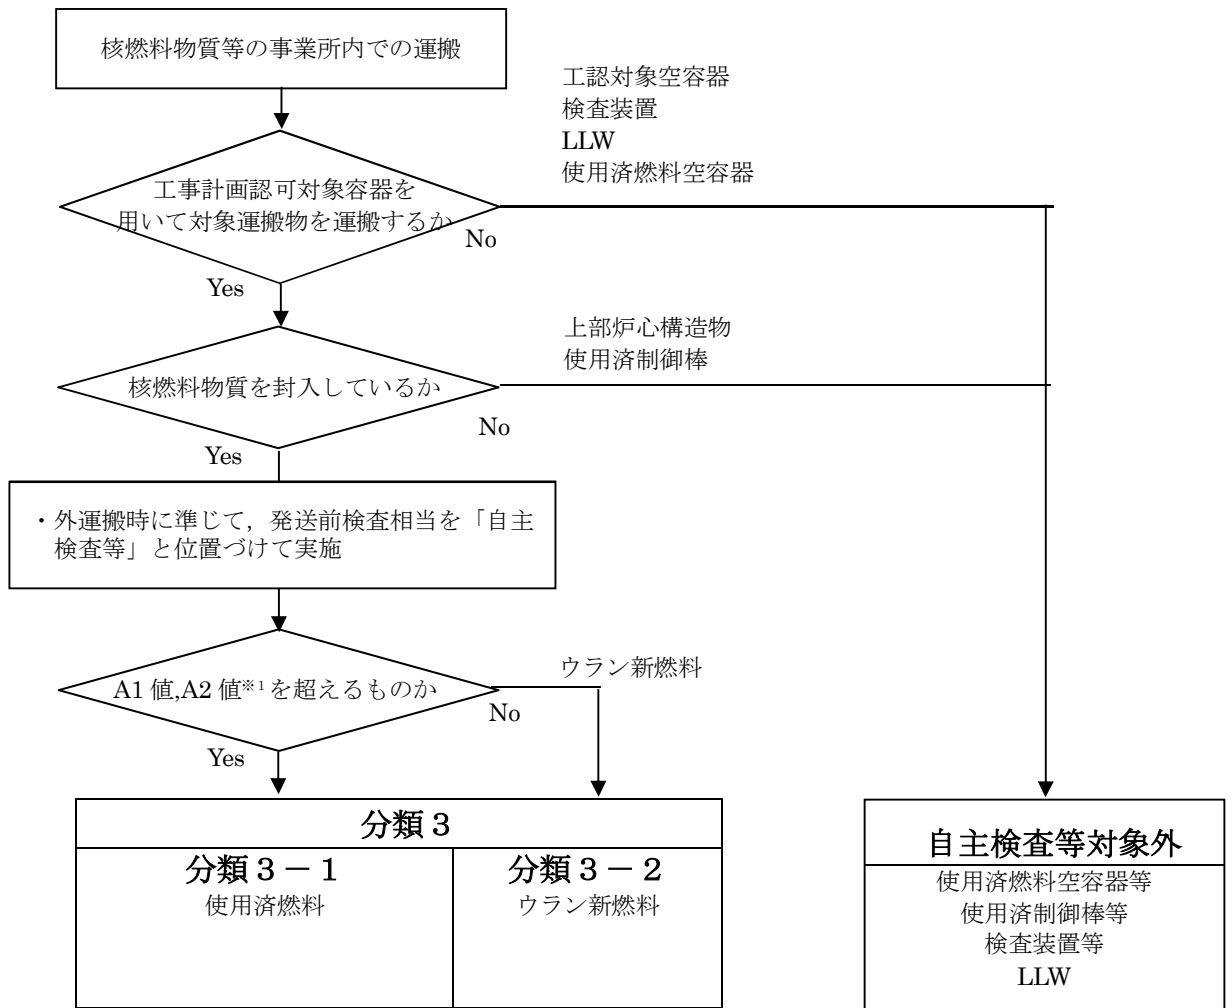 核燃料物質等の事業所内での運搬
工認対象空容器
検査装置
LLW
使用済燃料空容器
工事計画認可対象容器を
用いて対象運搬物を運搬するか
No
Yes
上部炉心構造物
使用済制御棒
核燃料物質を封入しているか
No
Yes
・外運搬時に準じて，発送前検査相当を「自主
検査等」と位置づけて実施
ウラン新燃料
A1 値,A2 値※1を超えるものか
No
Yes
分類３
分類３－１
使用済燃料
分類３－２
ウラン新燃料
自主検査等対象外
使用済燃料空容器等
使用済制御棒等
検査装置等
LLW